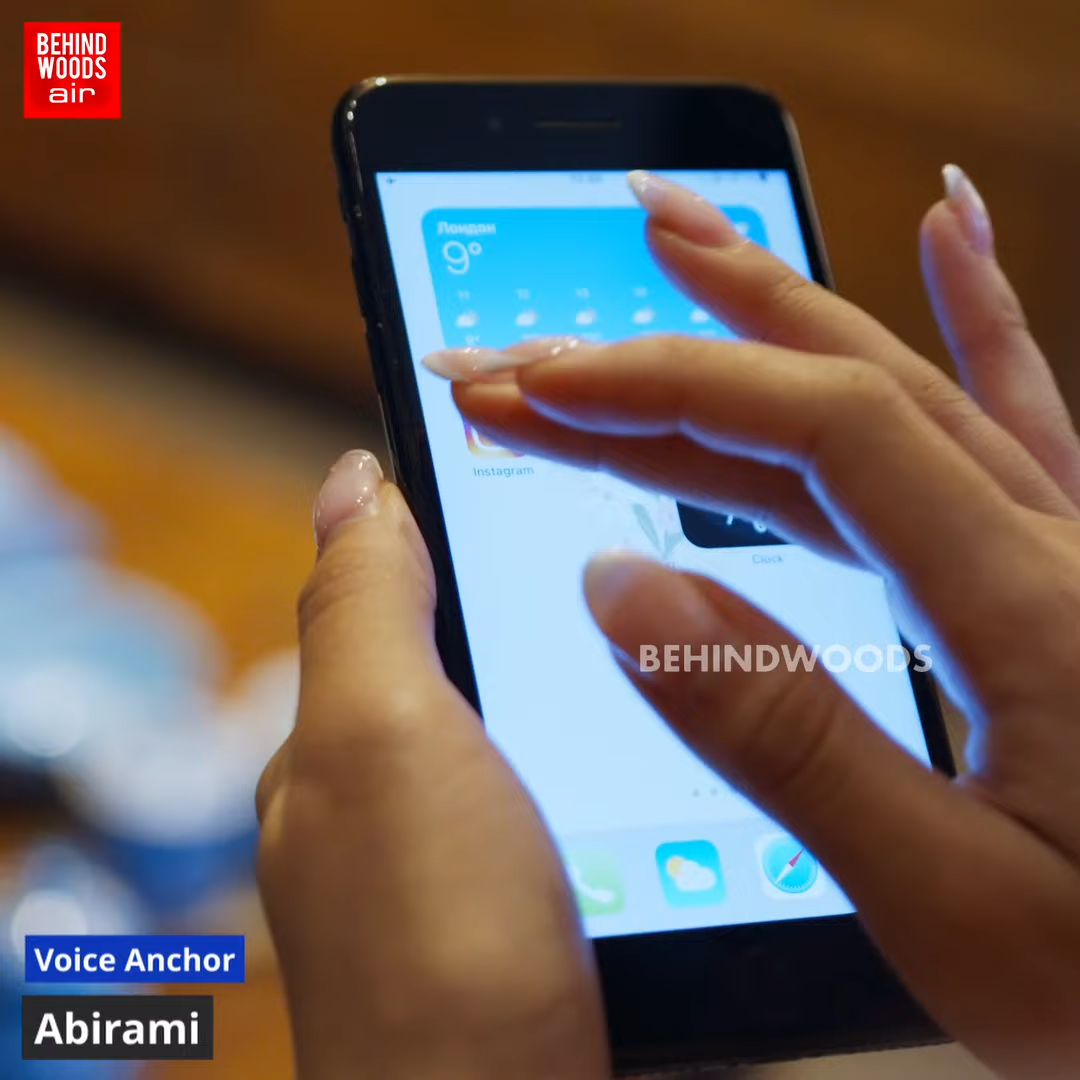 BEHIND
WOODS
air
Лондон
9°
Instagram
Clock
BEHINDWOODS
Voice Anchor
Abirami